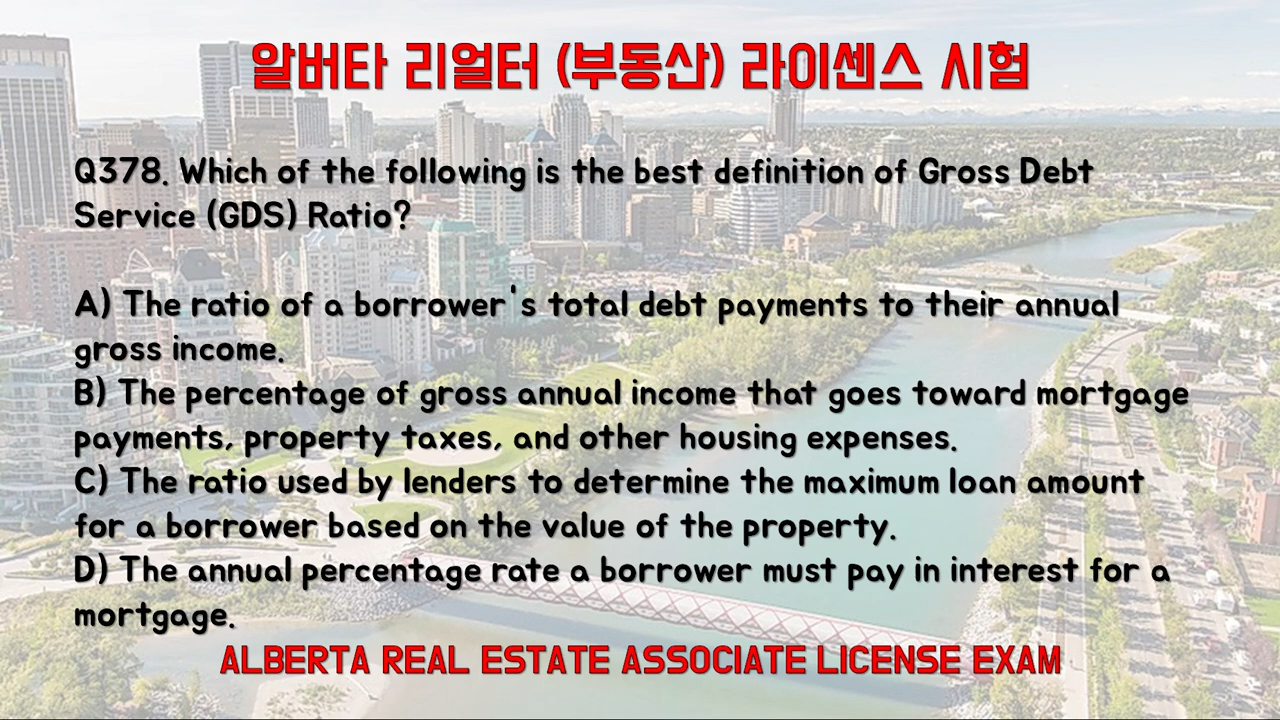 알버타 리얼터 (부동산) 라이센스 시험
Q378. Which of the following is the best definition of Gross Debt
Service (GDS) Ratio?
A) The ratio of a borrower's total debt payments to their annual
gross income.
B) The percentage of gross annual income that goes toward mortgage
payments, property taxes, and other housing expenses.
C) The ratio used by lenders to determine the maximum loan amount
for a borrower based on the value of the property.
D) The annual percentage rate a borrower must pay in interest for a
mortgage.
ALBERTA REAL ESTATE ASSOCIATE LICENSE EXAM